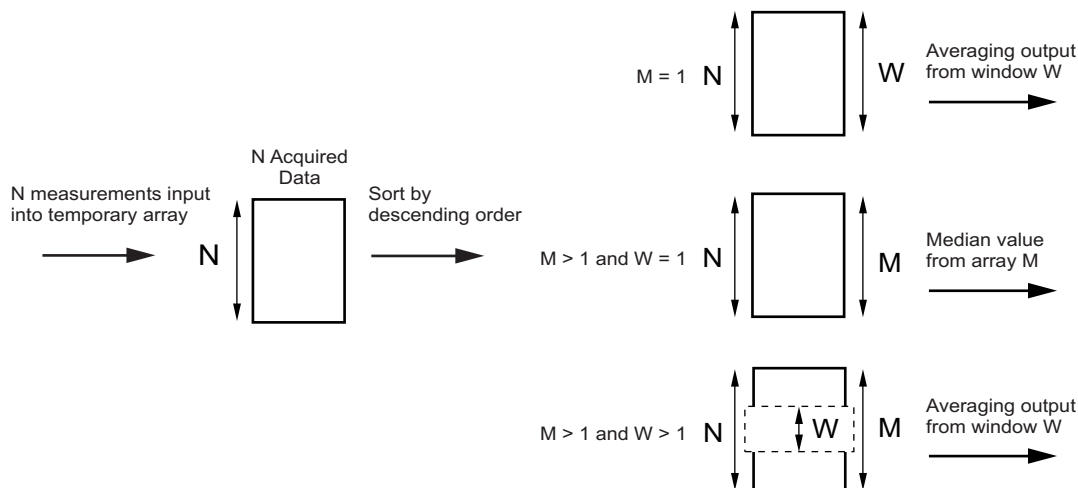 N measurements input
into temporary array
N
N Acquired
Data
Sort by
descending order
M = 1
N
W
Averaging output
from window W
M > 1 and W = 1
N
M
Median value
from array M
M > 1 and W > 1
N
W
M
Averaging output
from window W